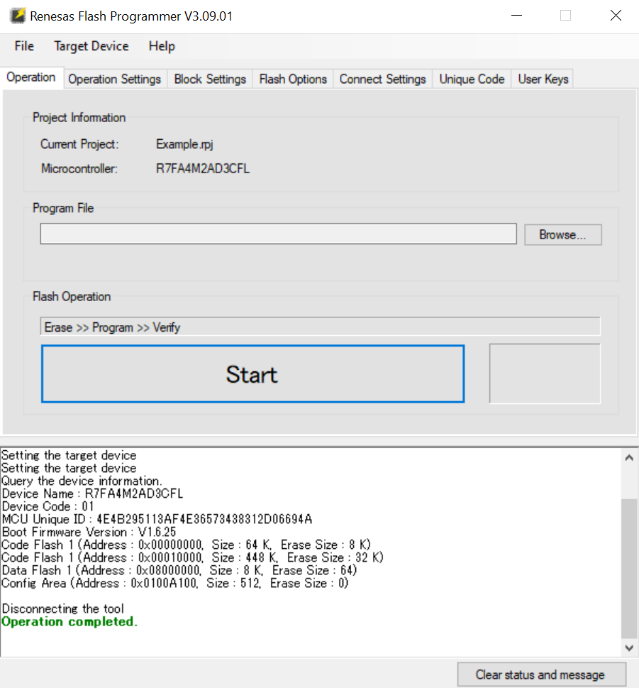 Renesas Flash Programmer V3.09.01
File Target Device Help
Operation Operation Settings Block Settings Flash Options Connect Settings Unique Code User Keys
Project Information
Current Project: Example.rpj
Microcontroller: R7FA4M2AD3CFL
Program File
Browse...
Flash Operation
Erase >> Program >> Verify
Start
Setting the target device
Setting the target device
Query the device information.
Device Name : R7FA4M2AD3CFL
Device Code : 01
MCU Unique ID : 4E4B295113AF4E36573438312D06694A
Boot Firmware Version : V1.6.25
Code Flash 1 (Address : 0x00000000, Size : 64 K, Erase Size : 8 K)
Code Flash 1 (Address : 0x00010000, Size : 448 K, Erase Size : 32 K)
Data Flash 1 (Address : 0x08000000, Size : 8 K, Erase Size : 64)
Config Area (Address : 0x0100A100, Size : 512, Erase Size : 0)
Disconnecting the tool
Operation completed.
Clear status and message